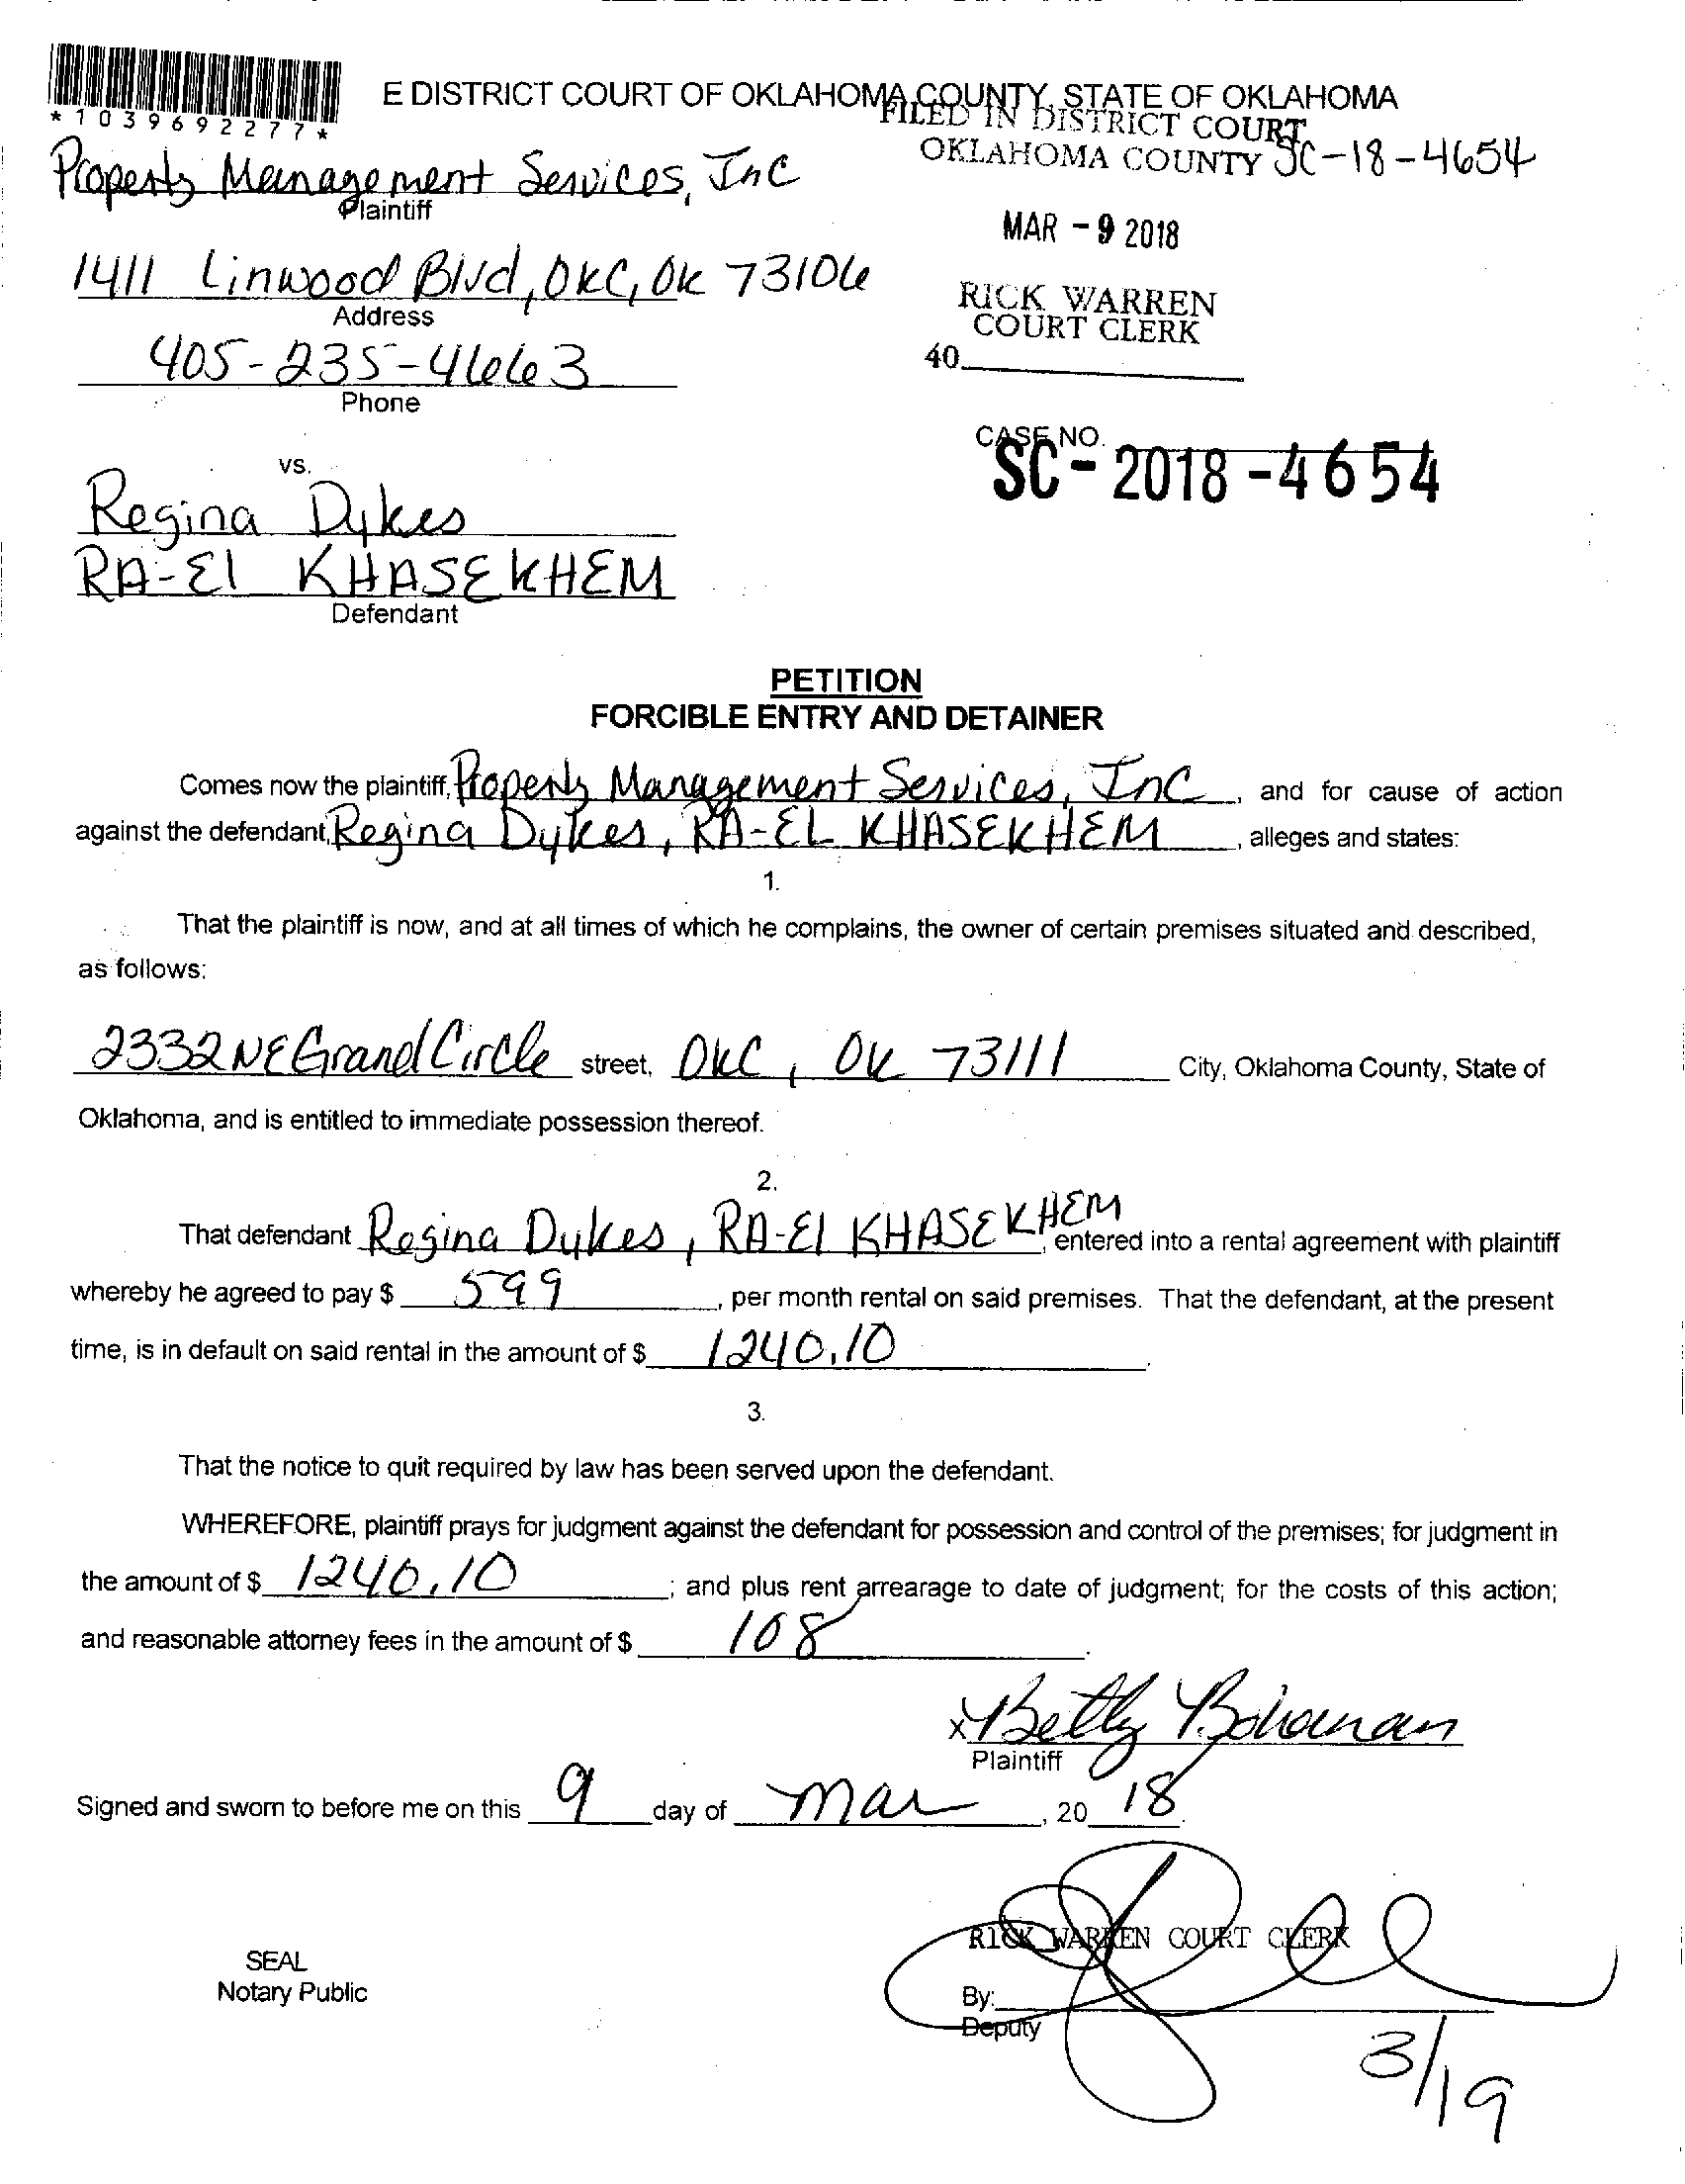 *1039692277*
E DISTRICT COURT OF OKLAHOMA COUNTY, STATE OF OKLAHOMA
FILED IN DISTRICT COURT
OKLAHOMA COUNTY SC-18-4654
Property Management Services, Inc
Plaintiff
MAR - 9 2018
1411 Linwood Blvd, OKC, OK 73106
Address
RICK WARREN
COURT CLERK
405-235-4663
Phone
40
CASE NO.
SC - 2018 - 4654
vs.
Regina Dykes
RA-El KHASEKHEM
Defendant
PETITION
FORCIBLE ENTRY AND DETAINER
Comes now the plaintiff, Property Management Services, Inc, and for cause of action
against the defendant, Regina Dykes, RA-EL KHASEKHEM, alleges and states:
1.
That the plaintiff is now, and at all times of which he complains, the owner of certain premises situated and described,
as follows:
2332 NE Grand Circle street, OKC, OK 73111 City, Oklahoma County, State of
Oklahoma, and is entitled to immediate possession thereof.
2.
That defendant Regina Dykes, RA-El KHASEKHEM, entered into a rental agreement with plaintiff
whereby he agreed to pay $ 599, per month rental on said premises. That the defendant, at the present
time, is in default on said rental in the amount of $ 1240.10.
3.
That the notice to quit required by law has been served upon the defendant.
WHEREFORE, plaintiff prays for judgment against the defendant for possession and control of the premises; for judgment in
the amount of $ 1240.10; and plus rent arrearage to date of judgment; for the costs of this action;
and reasonable attorney fees in the amount of $ 108.
x Betty Bohanan
Plaintiff
Signed and sworn to before me on this 9 day of Mar, 20 18.
RICK WARREN COURT CLERK
SEAL
Notary Public
By:
Deputy
3/19